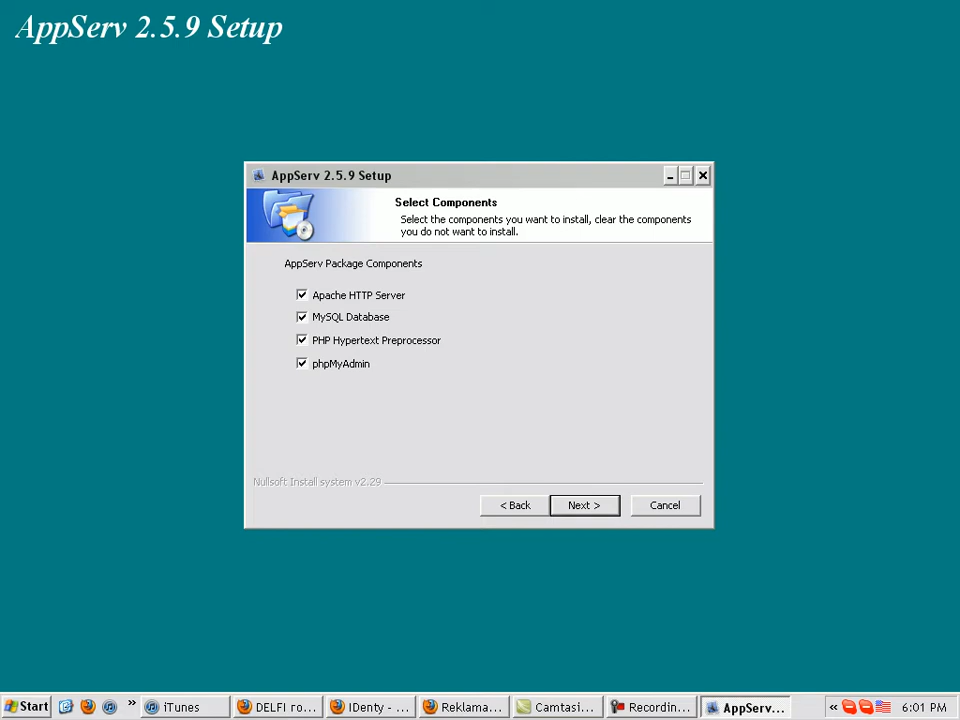 AppServ 2.5.9 Setup
AppServ 2.5.9 Setup
Select Components
Select the components you want to install, clear the components
you do not want to install.
AppServ Package Components
Apache HTTP Server
MySQL Database
PHP Hypertext Preprocessor
phpMyAdmin
Nullsoft Install system v2.29
< Back Next > Cancel
Start » iTunes DELFI ro... IDenty - ... Reklama... Camtasi... Recordin... AppServ... « 6:01 PM